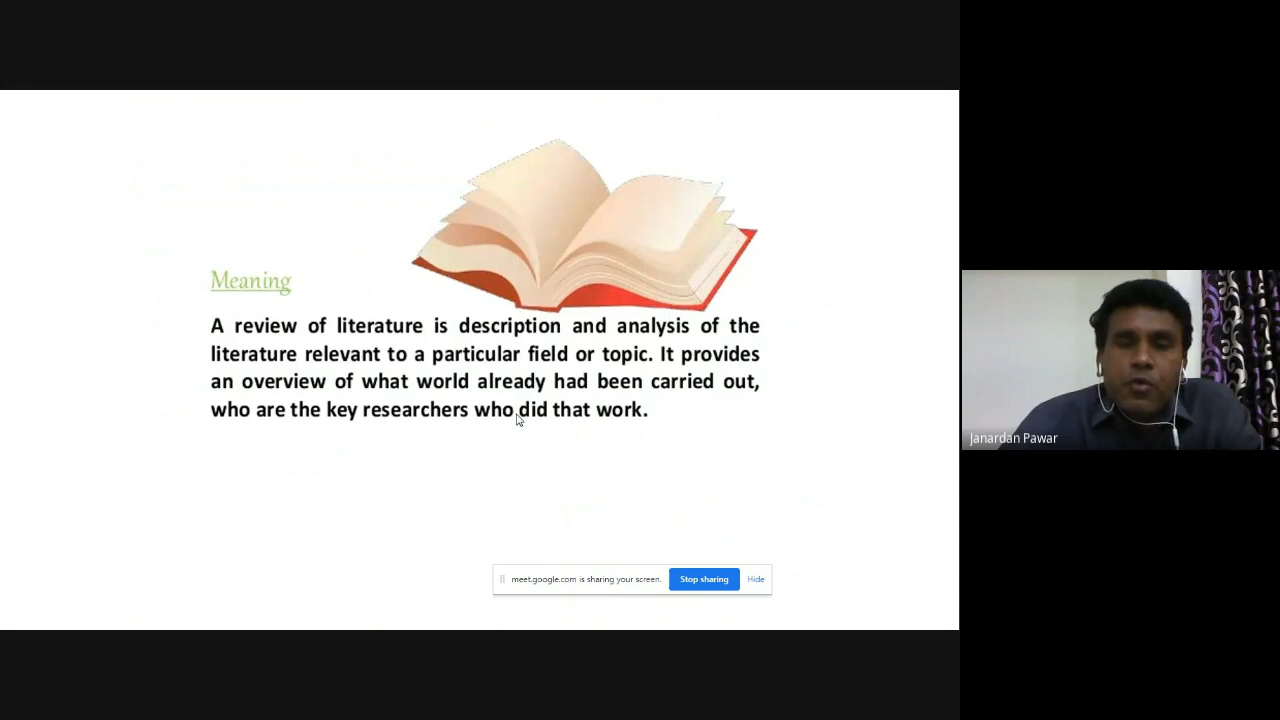 Meaning
A review of literature is description and analysis of the
literature relevant to a particular field or topic. It provides
an overview of what world already had been carried out,
who are the key researchers who did that work.
meet.google.com is sharing your screen.
Stop sharing
Hide
Janardan Pawar